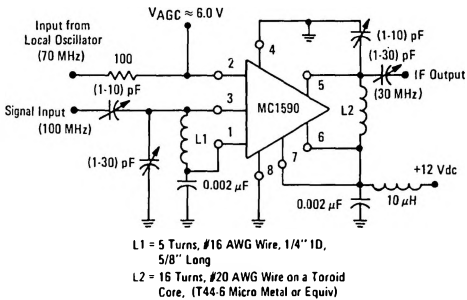 Input from
Local Oscillator
(70 MHz)
V AGC ≈ 6.0 V
100
(1-10) pF
Signal Input
(100 MHz)
(1-30) pF
L1
0.002 μF
2
3
1
4
MC1590
5
6
7
8
(1-10) pF
(1-30) pF
IF Output
(30 MHz)
L2
+12 Vdc
0.002 μF
10 μH
L1 = 5 Turns, #16 AWG Wire, 1/4" ID,
5/8" Long
L2 = 16 Turns, #20 AWG Wire on a Toroid
Core, (T44-6 Micro Metal or Equiv)